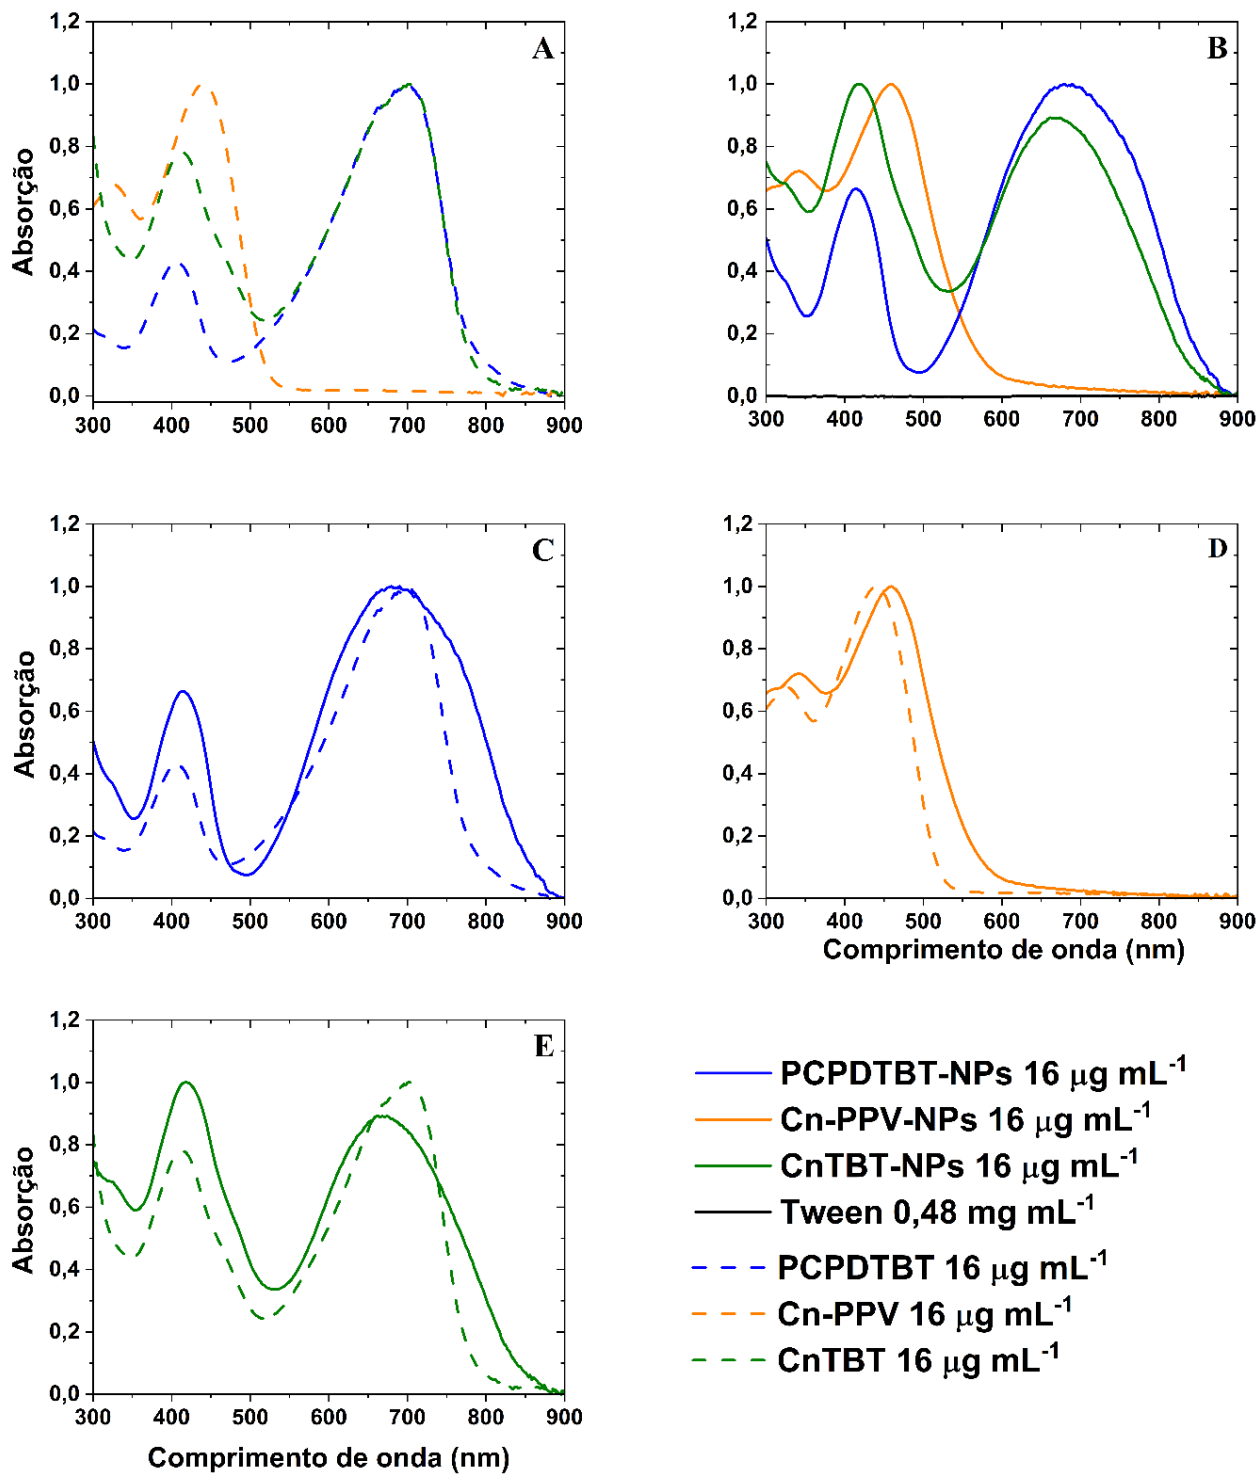 1,2
1,0
0,8
0,6
0,4
0,2
0,0
Absorção
A
300 400 500 600 700 800 900
1,2
1,0
0,8
0,6
0,4
0,2
0,0
Absorção
B
300 400 500 600 700 800 900
1,2
1,0
0,8
0,6
0,4
0,2
0,0
Absorção
C
300 400 500 600 700 800 900
1,2
1,0
0,8
0,6
0,4
0,2
0,0
D
300 400 500 600 700 800 900
Comprimento de onda (nm)
1,2
1,0
0,8
0,6
0,4
0,2
0,0
Absorção
E
300 400 500 600 700 800 900
Comprimento de onda (nm)
PCPDTBT-NPs 16 μg mL⁻¹
Cn-PPV-NPs 16 μg mL⁻¹
CnTBT-NPs 16 μg mL⁻¹
Tween 0,48 mg mL⁻¹
PCPDTBT 16 μg mL⁻¹
Cn-PPV 16 μg mL⁻¹
CnTBT 16 μg mL⁻¹